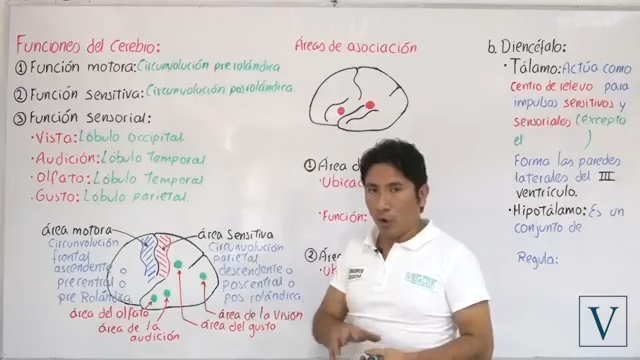 Funciones del cerebro:
① Función motora: Circunvolución prerolándica
② Función sensitiva: Circunvolución posrolándica.
③ Función sensorial:
• Vista: Lóbulo occipital.
• Audición: Lóbulo Temporal
• Olfato: Lóbulo Temporal
• Gusto: Lóbulo parietal.
área motora
Circunvolución
frontal
ascendente o
precentral o
pre Rolándica
área sensitiva
Circunvolución
parietal
descendente o
poscentral o
pos rolándica.
área del olfato
área de la
audición
área de la Visión
área del gusto
Áreas de asociación
① Área d
• Ubica
• Función:
② Áre
• Ub
b. Diencéfalo:
• Tálamo: Actúa como
centro de relevo para
impulsos sensitivos y
sensoriales (excepto
el )
Forma las paredes
laterales del III
ventrículo.
• Hipotálamo: Es un
conjunto de
Regula:
V